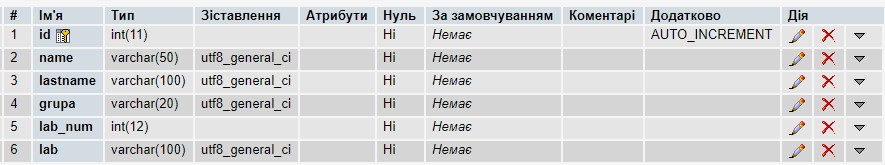 # Ім'я Тип Зіставлення Атрибути Нуль За замовчуванням Коментарі Додатково Дія
1 id int(11) Ні Немає AUTO_INCREMENT
2 name varchar(50) utf8_general_ci Ні Немає
3 lastname varchar(100) utf8_general_ci Ні Немає
4 grupa varchar(20) utf8_general_ci Ні Немає
5 lab_num int(12) Ні Немає
6 lab varchar(100) utf8_general_ci Ні Немає